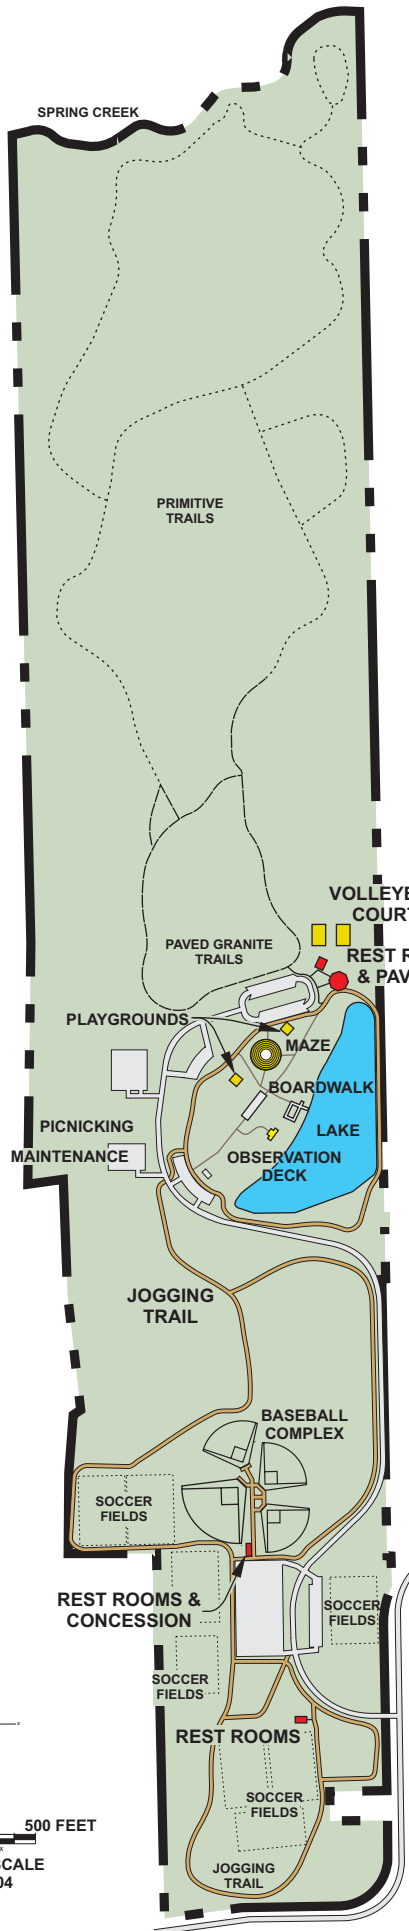 SPRING CREEK
PRIMITIVE
TRAILS
PAVED GRANITE
TRAILS
REST
&
PLAYGROUNDS
MAZE
BOARDWALK
PICNICKING
LAKE
MAINTENANCE
OBSERVATION
DECK
JOGGING
TRAIL
BASEBALL
COMPLEX
SOCCER
FIELDS
REST ROOMS &
CONCESSION
SOCCER
FIELDS
SOCCER
FIELDS
REST ROOMS
SOCCER
FIELDS
500 FEET
JOGGING
TRAIL